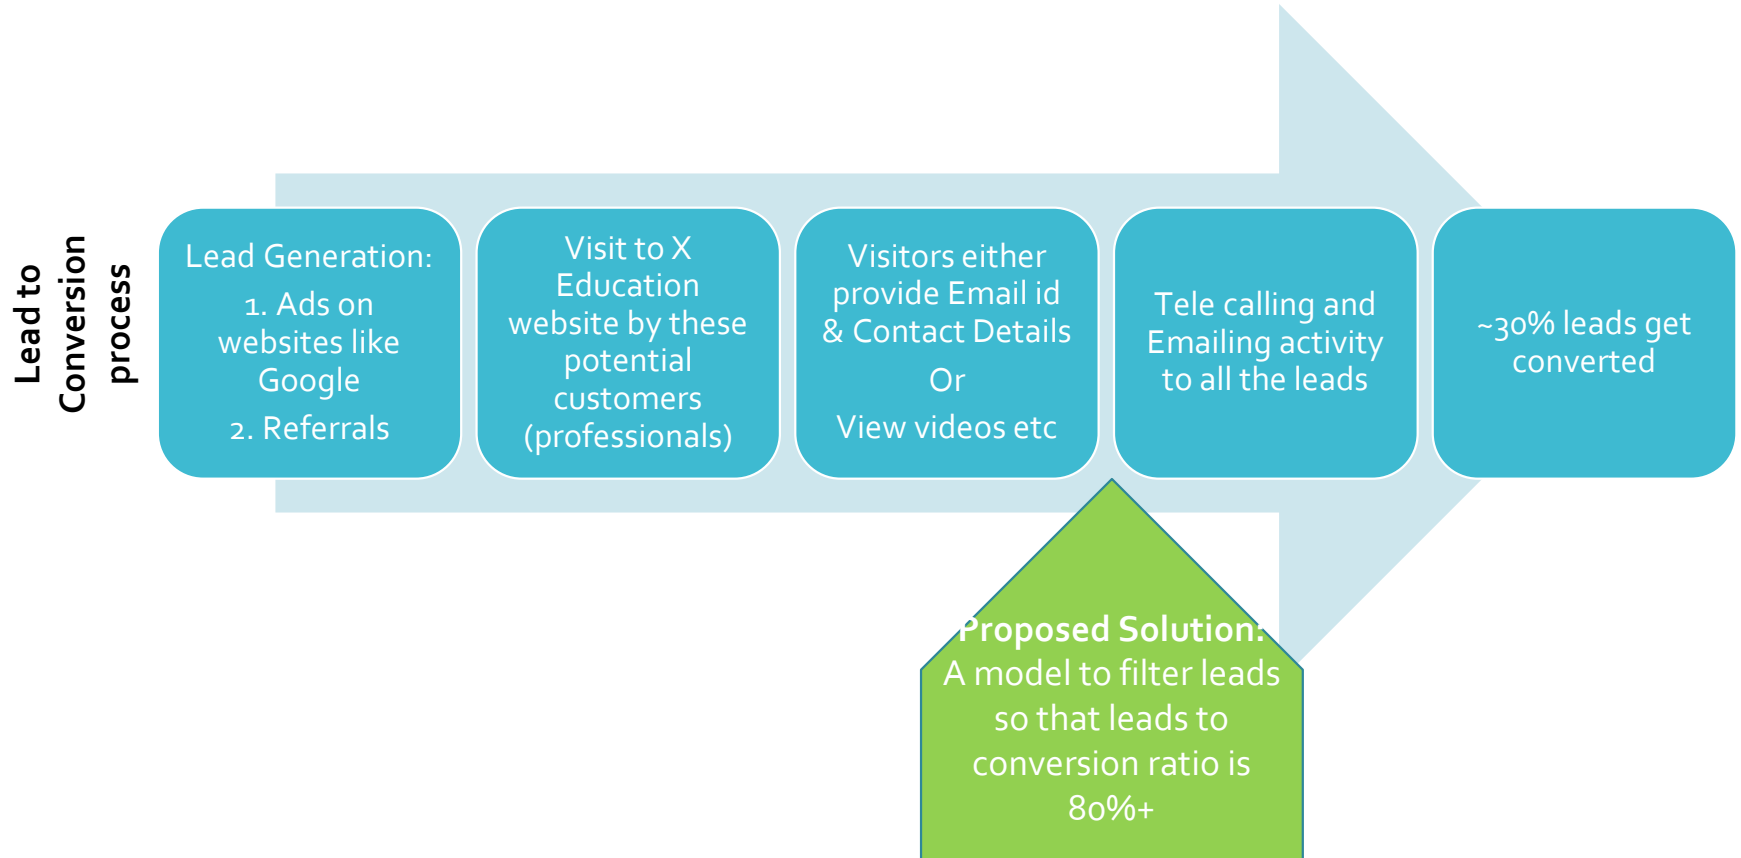 Lead to
Conversion
process
Lead Generation:
1. Ads on
websites like
Google
2. Referrals
Visit to X
Education
website by these
potential
customers
(professionals)
Visitors either
provide Email id
& Contact Details
Or
View videos etc
Tele calling and
Emailing activity
to all the leads
~30% leads get
converted
Proposed Solution:
A model to filter leads
so that leads to
conversion ratio is
80%+